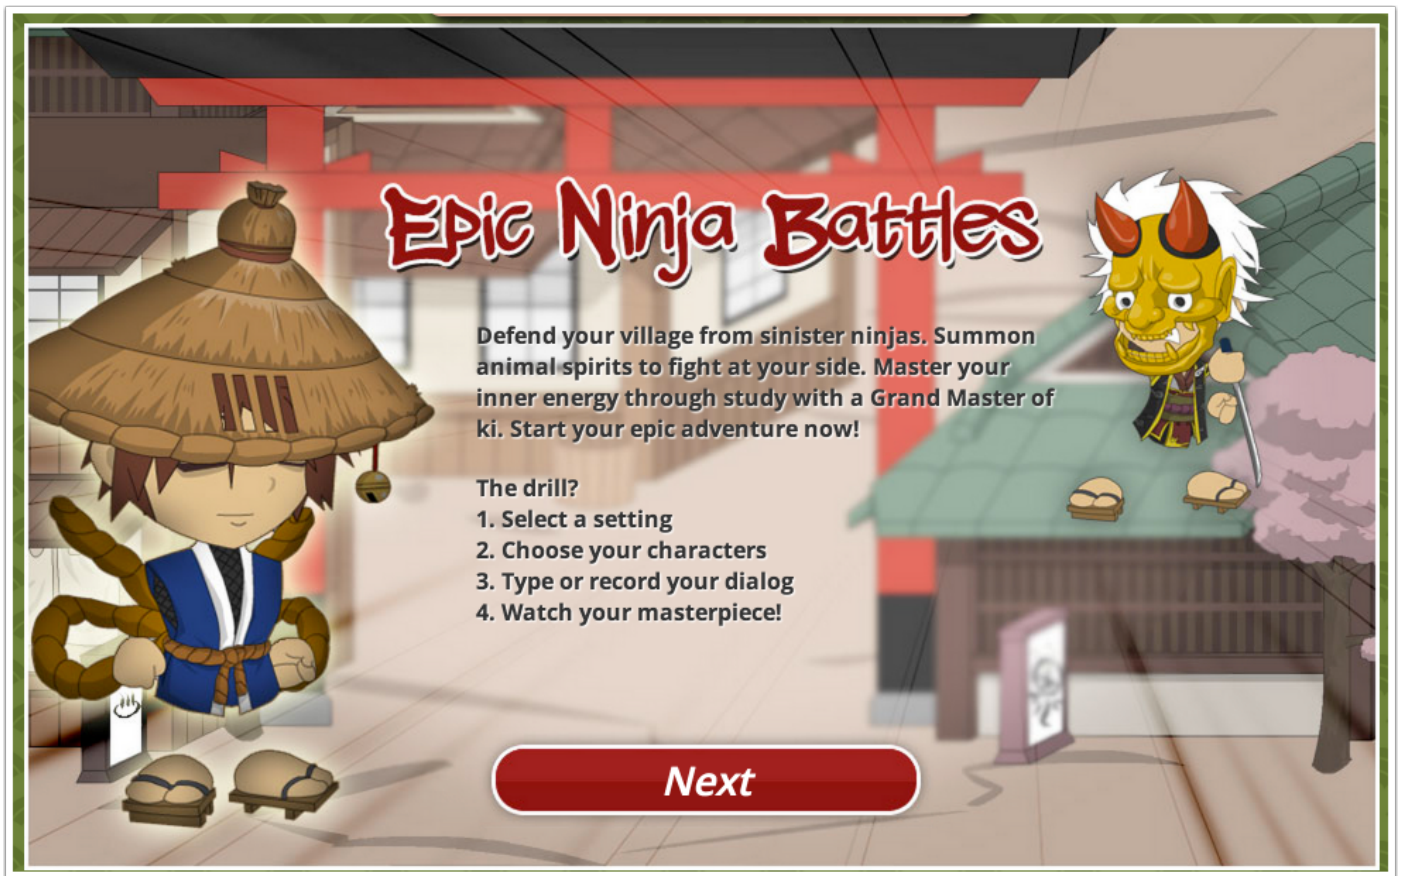 Epic Ninja Battles
Defend your village from sinister ninjas. Summon
animal spirits to fight at your side. Master your
inner energy through study with a Grand Master of
ki. Start your epic adventure now!
The drill?
1. Select a setting
2. Choose your characters
3. Type or record your dialog
4. Watch your masterpiece!
Next